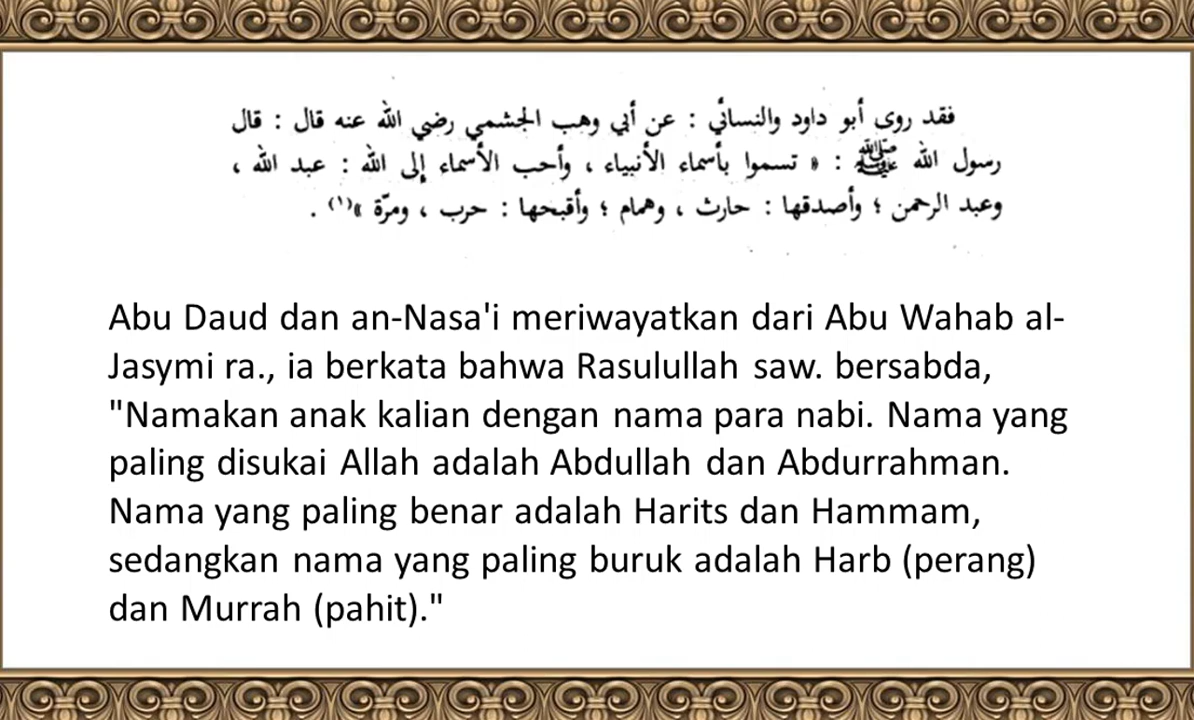 فقد روى أبو داود والنسائي : عن أبي وهب الجشمي رضي الله عنه قال : قال
رسول الله ﷺ : « تسموا بأسماء الأنبياء ، وأحب الأسماء إلى الله : عبد الله ،
وعبد الرحمن ؛ وأصدقها : حارث ، وهمام ؛ وأقبحها : حرب ، ومرّة »(١) .
Abu Daud dan an-Nasa'i meriwayatkan dari Abu Wahab al-
Jasymi ra., ia berkata bahwa Rasulullah saw. bersabda,
"Namakan anak kalian dengan nama para nabi. Nama yang
paling disukai Allah adalah Abdullah dan Abdurrahman.
Nama yang paling benar adalah Harits dan Hammam,
sedangkan nama yang paling buruk adalah Harb (perang)
dan Murrah (pahit)."